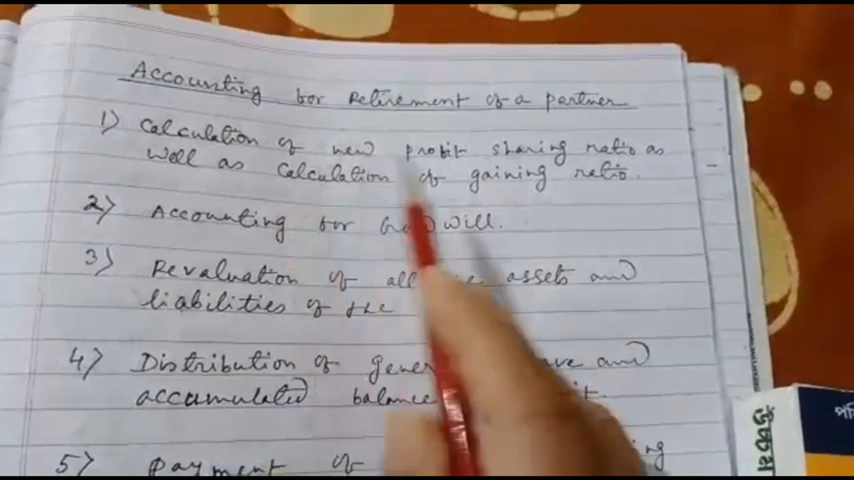 Accounting for Retirement of a partner
1) Calculation of new profit sharing ratio as
well as calculation of gaining ratio.
2) Accounting for will.
3) Revaluation of all assets and
liabilities of the
4) Distribution of and
accumulated balance
5) payment of